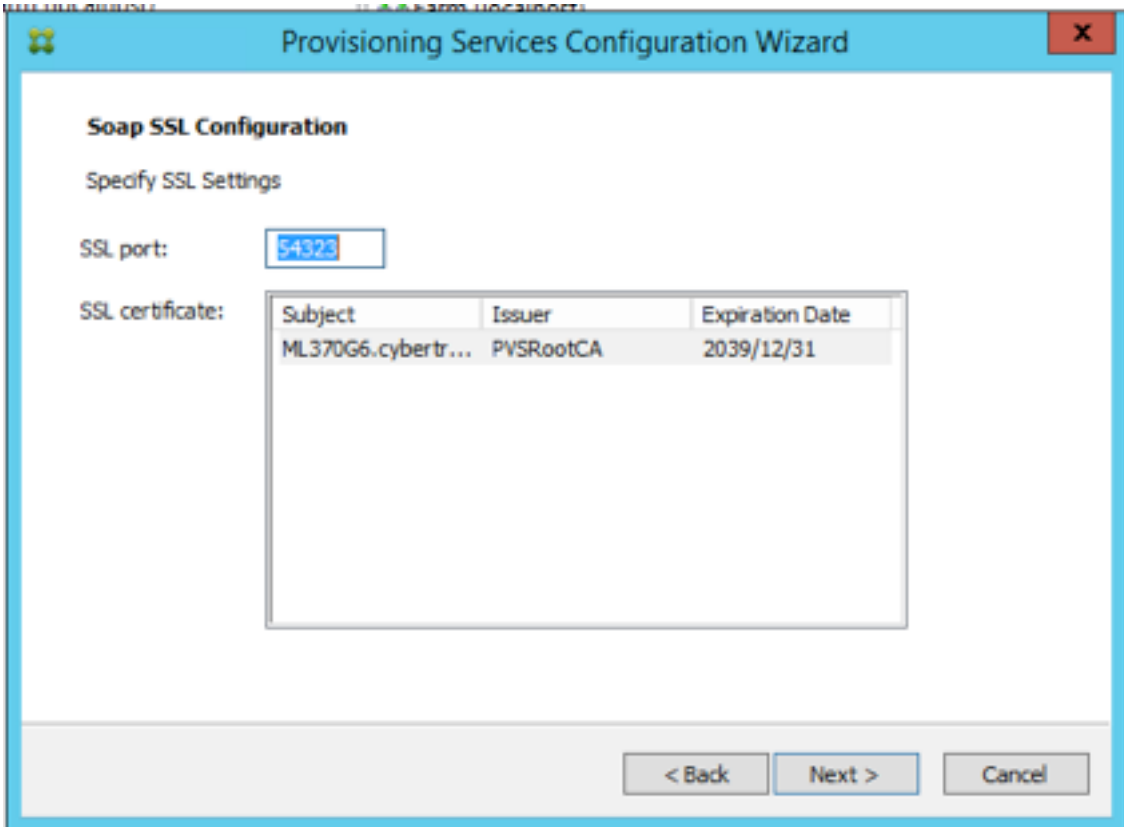 Provisioning Services Configuration Wizard
x
Soap SSL Configuration
Specify SSL Settings
SSL port: 54323
SSL certificate:
Subject Issuer Expiration Date
ML370G6.cybertr... PVSRootCA 2039/12/31
< Back Next > Cancel